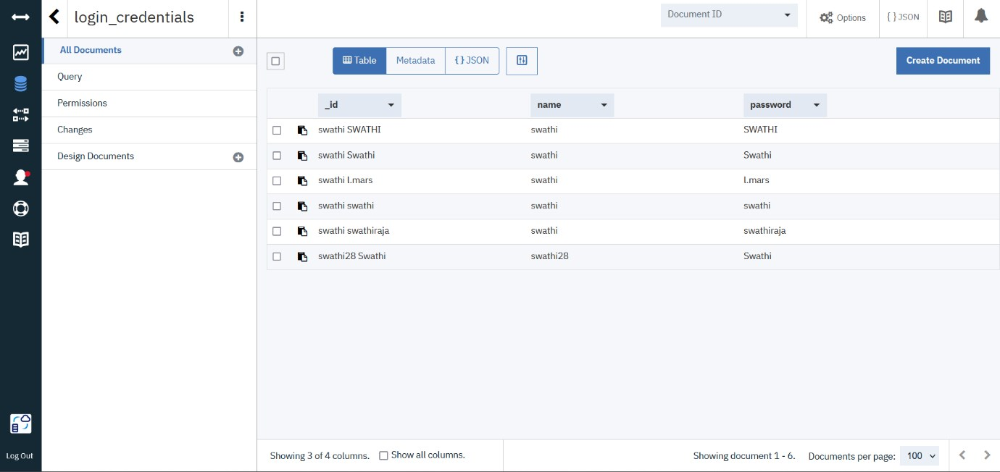 login_credentials
Document ID
Options
{ } JSON
All Documents
Query
Permissions
Changes
Design Documents
Table
Metadata
{ } JSON
Create Document
_id name password
swathi SWATHI swathi SWATHI
swathi Swathi swathi Swathi
swathi l.mars swathi l.mars
swathi swathi swathi swathi
swathi swathiraja swathi swathiraja
swathi28 Swathi swathi28 Swathi
Log Out
Showing 3 of 4 columns. Show all columns. Showing document 1 - 6. Documents per page: 100